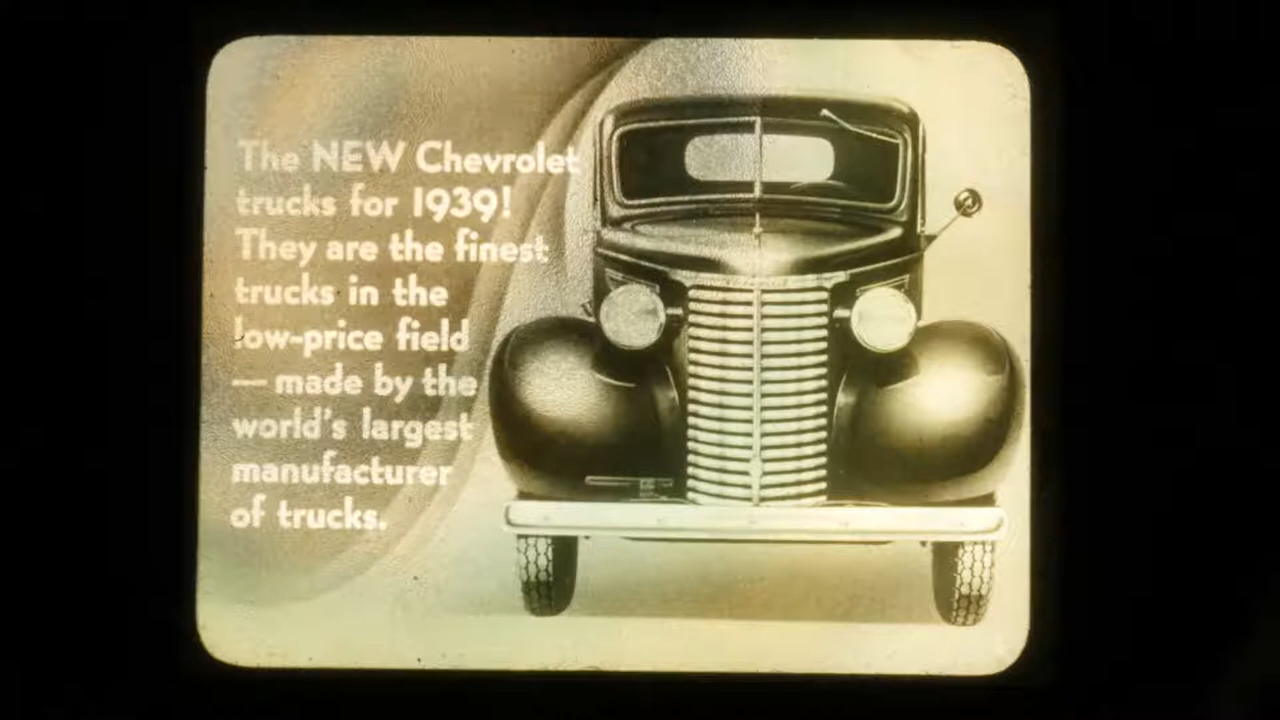 The NEW Chevrolet
trucks for 1939!
They are the finest
trucks in the
low-price field
— made by the
world's largest
manufacturer
of trucks.